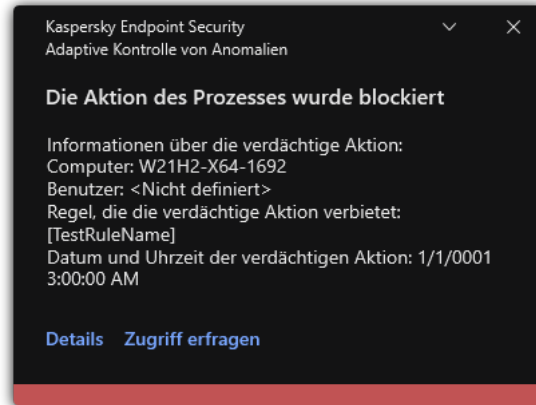 Kaspersky Endpoint Security
Adaptive Kontrolle von Anomalien
Die Aktion des Prozesses wurde blockiert
Informationen über die verdächtige Aktion:
Computer: W21H2-X64-1692
Benutzer: <Nicht definiert>
Regel, die die verdächtige Aktion verbietet:
[TestRuleName]
Datum und Uhrzeit der verdächtigen Aktion: 1/1/0001
3:00:00 AM
Details Zugriff erfragen